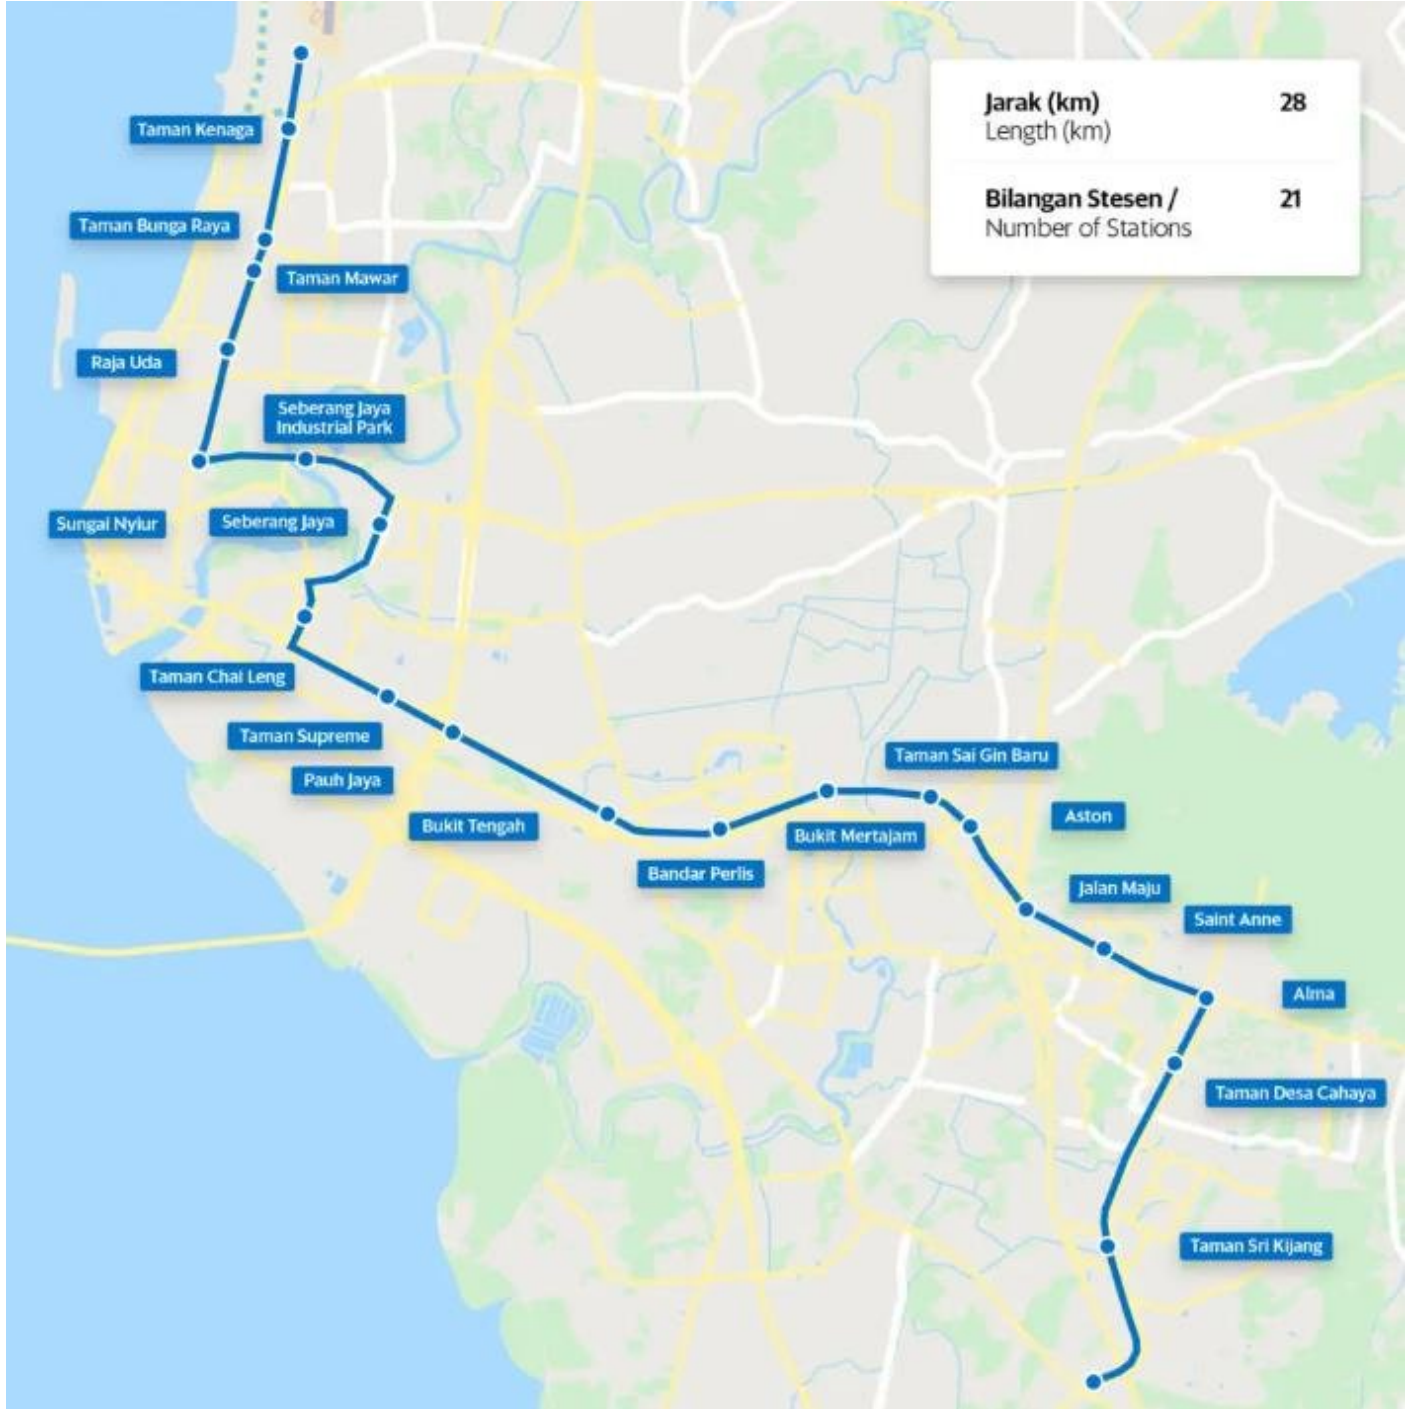 Jarak (km) 28
Length (km)
Bilangan Stesen / 21
Number of Stations
Taman Kenaga
Taman Bunga Raya
Taman Mawar
Raja Uda
Seberang Jaya
Industrial Park
Sungai Nyiur
Seberang Jaya
Taman Chai Leng
Taman Supreme
Pauh Jaya
Bukit Tengah
Bandar Perlis
Bukit Mertajam
Taman Sai Gin Baru
Aston
Jalan Maju
Saint Anne
Alma
Taman Desa Cahaya
Taman Sri Kijang